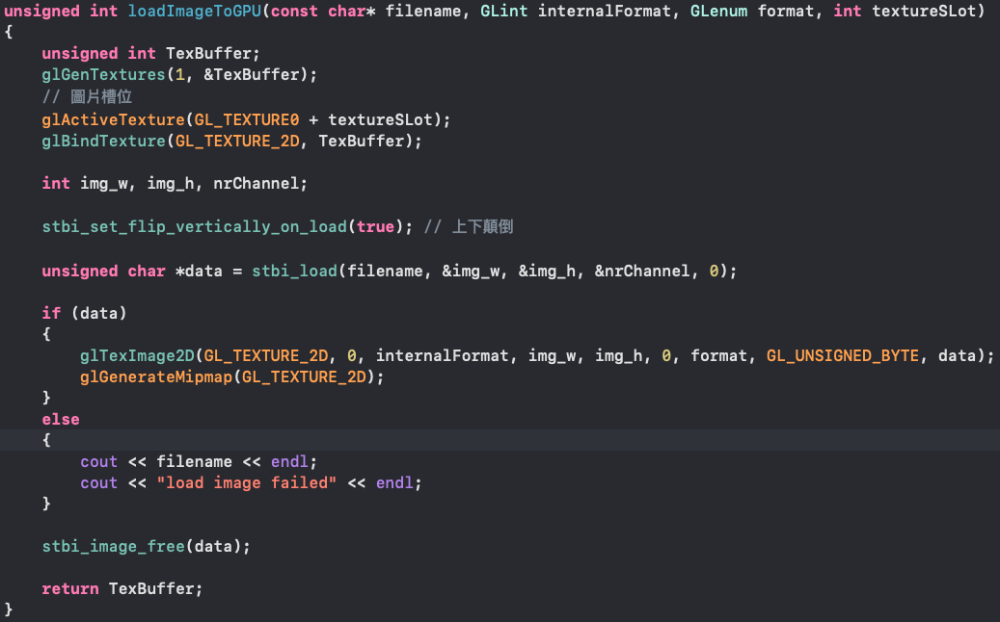 unsigned int loadImageToGPU(const char* filename, GLint internalFormat, GLenum format, int textureSLot)
{
    unsigned int TexBuffer;
    glGenTextures(1, &TexBuffer);
    // 圖片槽位
    glActiveTexture(GL_TEXTURE0 + textureSLot);
    glBindTexture(GL_TEXTURE_2D, TexBuffer);

    int img_w, img_h, nrChannel;

    stbi_set_flip_vertically_on_load(true); // 上下顛倒

    unsigned char *data = stbi_load(filename, &img_w, &img_h, &nrChannel, 0);

    if (data)
    {
        glTexImage2D(GL_TEXTURE_2D, 0, internalFormat, img_w, img_h, 0, format, GL_UNSIGNED_BYTE, data);
        glGenerateMipmap(GL_TEXTURE_2D);
    }
    else
    {
        cout << filename << endl;
        cout << "load image failed" << endl;
    }

    stbi_image_free(data);

    return TexBuffer;
}